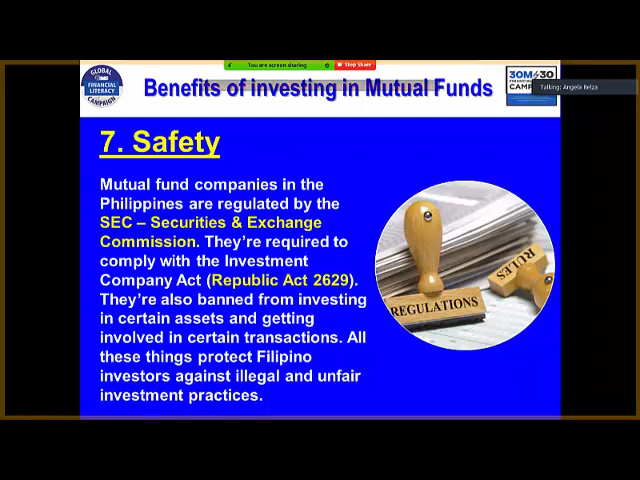 You are screen sharing
Stop Share
GLOBAL
FINANCIAL
LITERACY
CAMPAIGN
Benefits of investing in Mutual Funds
30M 30
Talking: Angela Belza
7. Safety
Mutual fund companies in the
Philippines are regulated by the
SEC – Securities & Exchange
Commission. They're required to
comply with the Investment
Company Act (Republic Act 2629).
They're also banned from investing
in certain assets and getting
involved in certain transactions. All
these things protect Filipino
investors against illegal and unfair
investment practices.
RULES
REGULATIONS